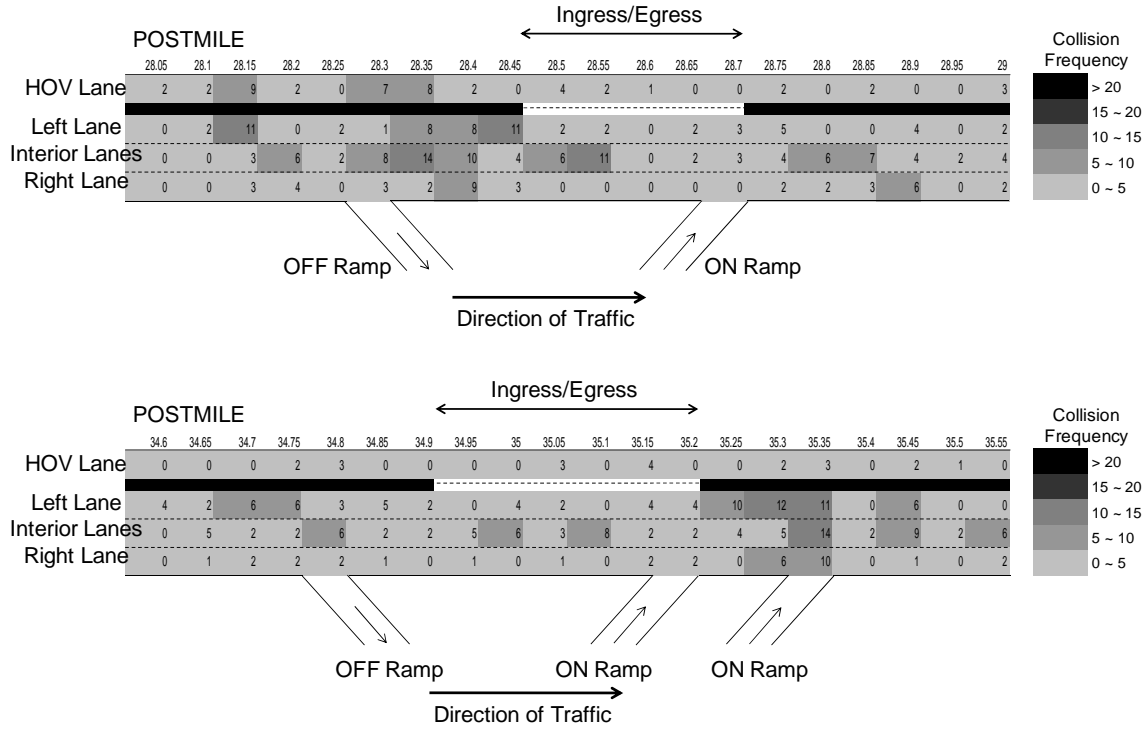 Ingress/Egress
POSTMILE
Collision Frequency
28.05 28.1 28.15 28.2 28.25 28.3 28.35 28.4 28.45 28.5 28.55 28.6 28.65 28.7 28.75 28.8 28.85 28.9 28.95 29
HOV Lane 2 2 9 2 0 7 8 2 0 4 2 1 0 0 2 0 2 0 0 3
> 20
15 ~ 20
Left Lane 0 2 11 0 2 1 8 8 11 2 2 0 2 3 5 0 0 4 0 2
10 ~ 15
Interior Lanes 0 0 3 6 2 8 14 10 4 6 11 0 2 3 4 6 7 4 2 4
5 ~ 10
Right Lane 0 0 3 4 0 3 2 9 3 0 0 0 0 0 2 2 3 6 0 2
0 ~ 5
OFF Ramp ON Ramp
Direction of Traffic
Ingress/Egress
POSTMILE
Collision Frequency
34.6 34.65 34.7 34.75 34.8 34.85 34.9 34.95 35 35.05 35.1 35.15 35.2 35.25 35.3 35.35 35.4 35.45 35.5 35.55
HOV Lane 0 0 0 2 3 0 0 0 0 3 0 4 0 0 2 3 0 2 1 0
> 20
15 ~ 20
Left Lane 4 2 6 6 3 5 2 0 4 2 0 4 4 10 12 11 0 6 0 0
10 ~ 15
Interior Lanes 0 5 2 2 6 2 2 5 6 3 8 2 2 4 5 14 2 9 2 6
5 ~ 10
Right Lane 0 1 2 2 2 1 0 1 0 1 0 2 2 0 6 10 0 1 0 2
0 ~ 5
OFF Ramp ON Ramp ON Ramp
Direction of Traffic